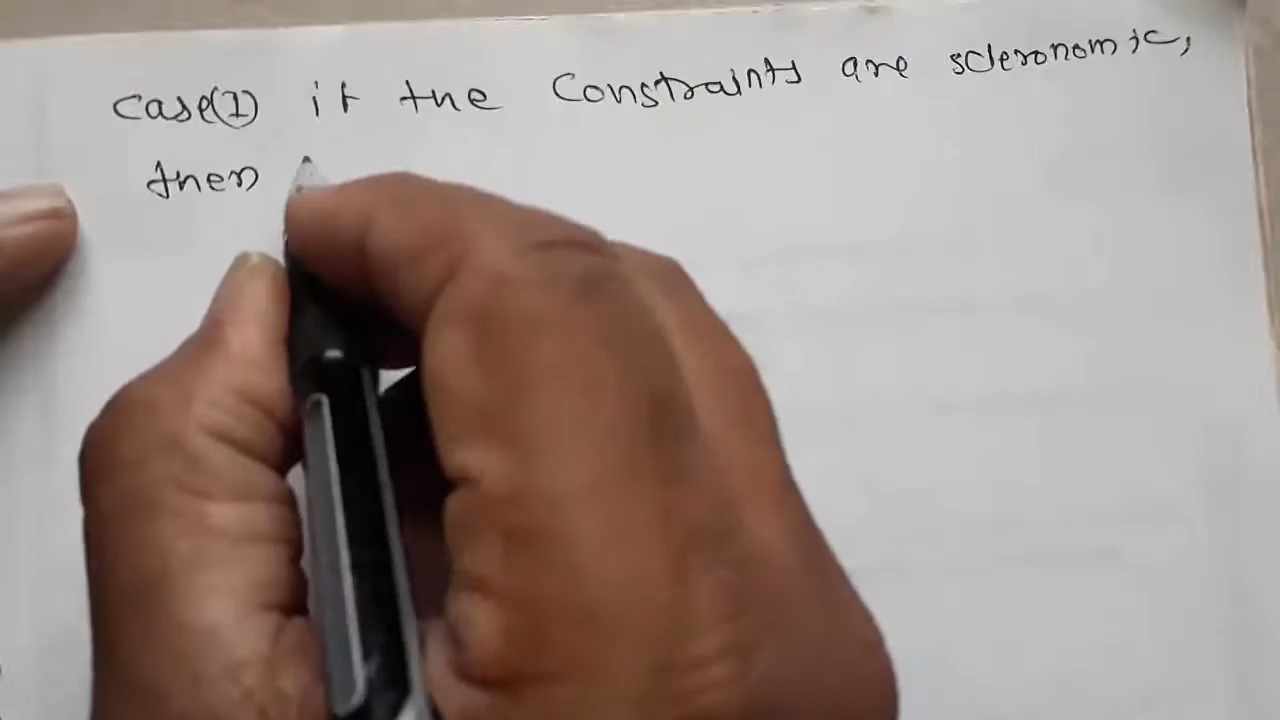 case(I) if the Constraints are scleronomic,
then